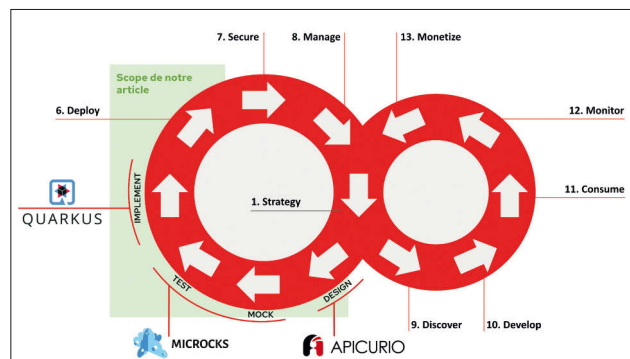 7. Secure
8. Manage
13. Monetize
Scope de notre
article
6. Deploy
12. Monitor
IMPLEMENT
QUARKUS
1. Strategy
11. Consume
TEST
MOCK
DESIGN
9. Discover
10. Develop
MICROCKS
APICURIO